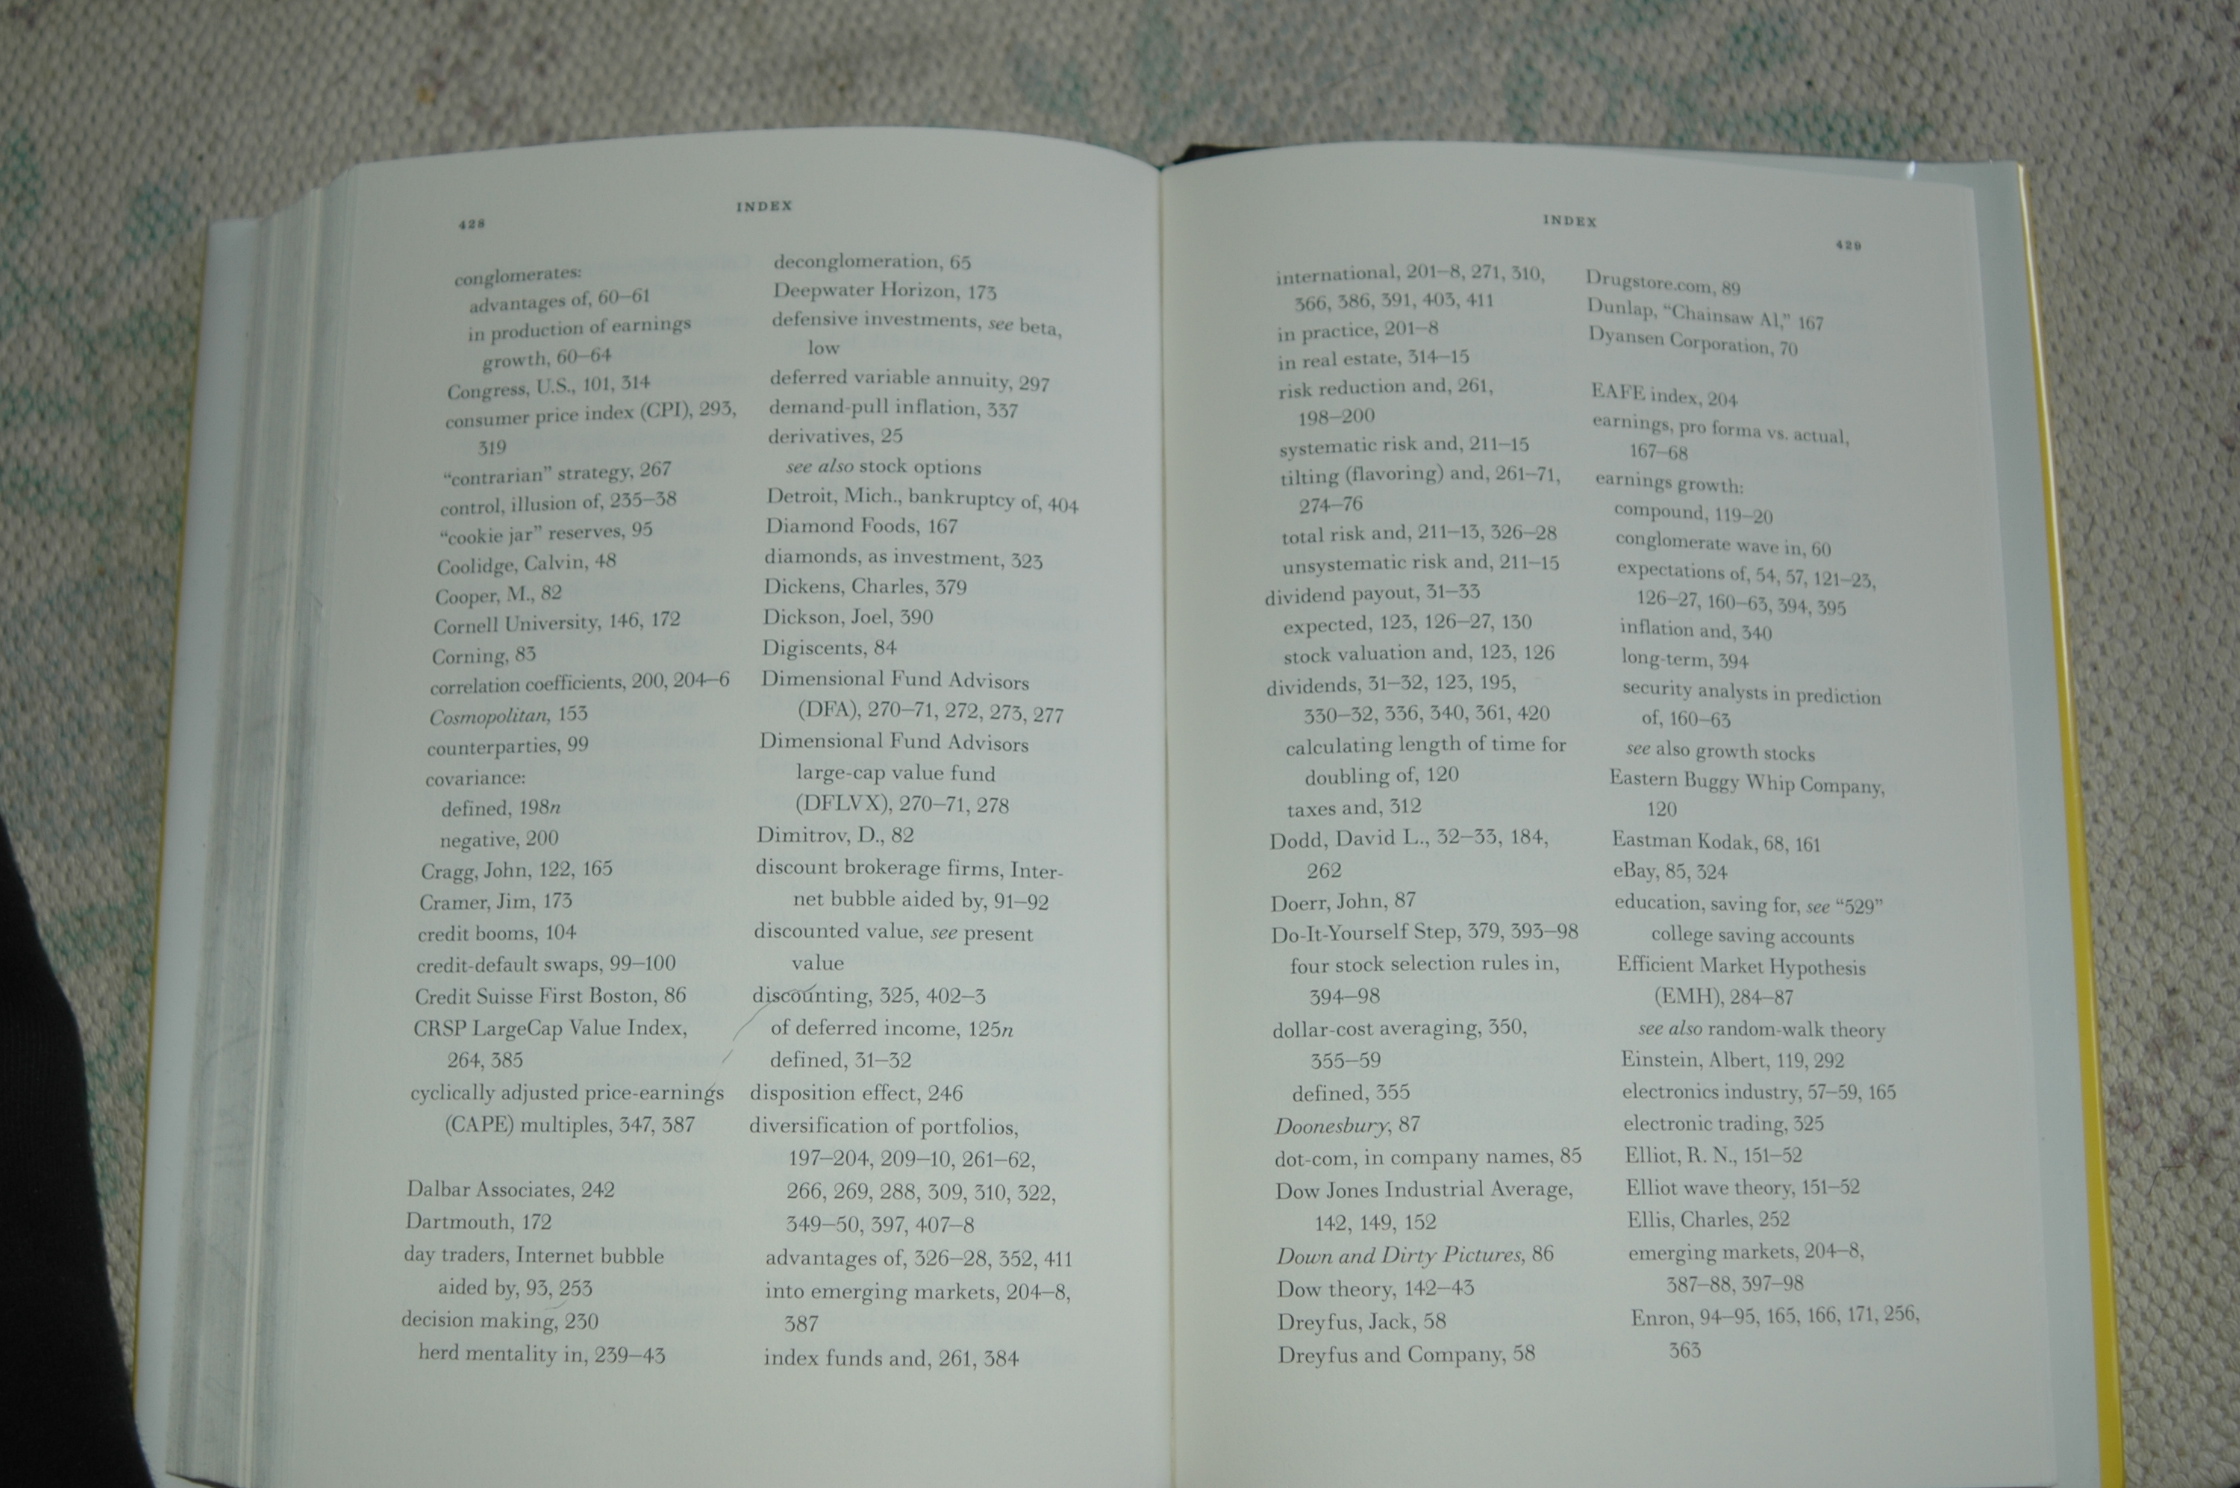 428
INDEX
conglomerates:
advantages of, 60–61
in production of earnings
growth, 60–64
Congress, U.S., 101, 314
consumer price index (CPI), 293,
319
“contrarian” strategy, 267
control, illusion of, 235–38
“cookie jar” reserves, 95
Coolidge, Calvin, 48
Cooper, M., 82
Cornell University, 146, 172
Corning, 83
correlation coefficients, 200, 204–6
Cosmopolitan, 153
counterparties, 99
covariance:
defined, 198n
negative, 200
Cragg, John, 122, 165
Cramer, Jim, 173
credit booms, 104
credit-default swaps, 99–100
Credit Suisse First Boston, 86
CRSP LargeCap Value Index,
264, 385
cyclically adjusted price-earnings
(CAPE) multiples, 347, 387
Dalbar Associates, 242
Dartmouth, 172
day traders, Internet bubble
aided by, 93, 253
decision making, 230
herd mentality in, 239–43
deconglomeration, 65
Deepwater Horizon, 173
defensive investments, see beta,
low
deferred variable annuity, 297
demand-pull inflation, 337
derivatives, 25
see also stock options
Detroit, Mich., bankruptcy of, 404
Diamond Foods, 167
diamonds, as investment, 323
Dickens, Charles, 379
Dickson, Joel, 390
Digiscents, 84
Dimensional Fund Advisors
(DFA), 270–71, 272, 273, 277
Dimensional Fund Advisors
large-cap value fund
(DFLVX), 270–71, 278
Dimitrov, D., 82
discount brokerage firms, Inter-
net bubble aided by, 91–92
discounted value, see present
value
discounting, 325, 402–3
of deferred income, 125n
defined, 31–32
disposition effect, 246
diversification of portfolios,
197–204, 209–10, 261–62,
266, 269, 288, 309, 310, 322,
349–50, 397, 407–8
advantages of, 326–28, 352, 411
into emerging markets, 204–8,
387
index funds and, 261, 384
INDEX
429
international, 201–8, 271, 310,
366, 386, 391, 403, 411
in practice, 201–8
in real estate, 314–15
risk reduction and, 261,
198–200
systematic risk and, 211–15
tilting (flavoring) and, 261–71,
274–76
total risk and, 211–13, 326–28
unsystematic risk and, 211–15
dividend payout, 31–33
expected, 123, 126–27, 130
stock valuation and, 123, 126
dividends, 31–32, 123, 195,
330–32, 336, 340, 361, 420
calculating length of time for
doubling of, 120
taxes and, 312
Dodd, David L., 32–33, 184,
262
Doerr, John, 87
Do-It-Yourself Step, 379, 393–98
four stock selection rules in,
394–98
dollar-cost averaging, 350,
355–59
defined, 355
Doonesbury, 87
dot-com, in company names, 85
Dow Jones Industrial Average,
142, 149, 152
Down and Dirty Pictures, 86
Dow theory, 142–43
Dreyfus, Jack, 58
Dreyfus and Company, 58
Drugstore.com, 89
Dunlap, “Chainsaw Al,” 167
Dyansen Corporation, 70
EAFE index, 204
earnings, pro forma vs. actual,
167–68
earnings growth:
compound, 119–20
conglomerate wave in, 60
expectations of, 54, 57, 121–23,
126–27, 160–63, 394, 395
inflation and, 340
long-term, 394
security analysts in prediction
of, 160–63
see also growth stocks
Eastern Buggy Whip Company,
120
Eastman Kodak, 68, 161
eBay, 85, 324
education, saving for, see “529”
college saving accounts
Efficient Market Hypothesis
(EMH), 284–87
see also random-walk theory
Einstein, Albert, 119, 292
electronics industry, 57–59, 165
electronic trading, 325
Elliot, R. N., 151–52
Elliot wave theory, 151–52
Ellis, Charles, 252
emerging markets, 204–8,
387–88, 397–98
Enron, 94–95, 165, 166, 171, 256,
363